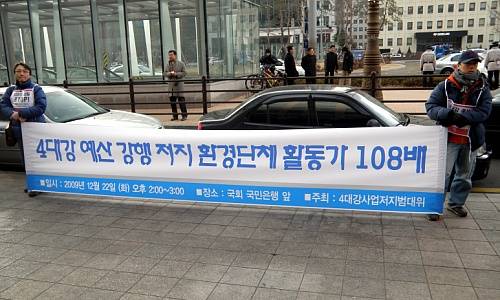 4대강 예산 강행 저지 환경단체 활동가 108배
■일시 : 2009년 12월 22일 (화) 오후 2:00~3:00 ■장소 : 국회 국민은행 앞 ■주최 : 4대강사업저지범대위